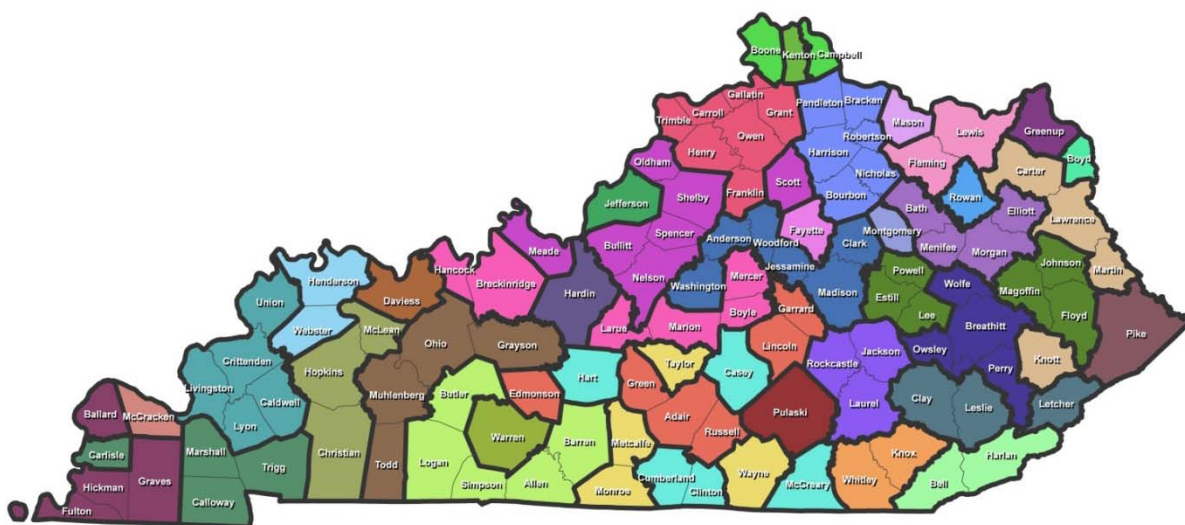 Boone
Kenton
Campbell
Gallatin
Pendleton
Bracken
Carroll
Grant
Trimble
Owen
Mason
Lewis
Greenup
Robertson
Henry
Harrison
Boyd
Oldham
Fleming
Carter
Nicholas
Shelby
Franklin
Scott
Bourbon
Rowan
Jefferson
Bath
Elliott
Lawrence
Spencer
Anderson
Woodford
Fayette
Montgomery
Clark
Bullitt
Menifee
Morgan
Meade
Johnson
Hancock
Breckinridge
Nelson
Washington
Mercer
Jessamine
Powell
Martin
Henderson
Daviess
Hardin
Madison
Wolfe
Magoffin
Union
Estill
Lee
Floyd
Pike
Webster
McLean
Larue
Marion
Boyle
Garrard
Breathitt
Ohio
Grayson
Lincoln
Rockcastle
Jackson
Owsley
Knott
Crittenden
Hopkins
Hart
Taylor
Casey
Perry
Livingston
Caldwell
Muhlenberg
Butler
Edmonson
Green
Laurel
Clay
Leslie
Letcher
Ballard
McCracken
Lyon
Adair
Pulaski
Warren
Barren
Metcalfe
Russell
Carlisle
Marshall
Trigg
Christian
Todd
Logan
Knox
Harlan
Hickman
Graves
Simpson
Allen
Monroe
Cumberland
Clinton
Wayne
McCreary
Whitley
Bell
Calloway
Fulton